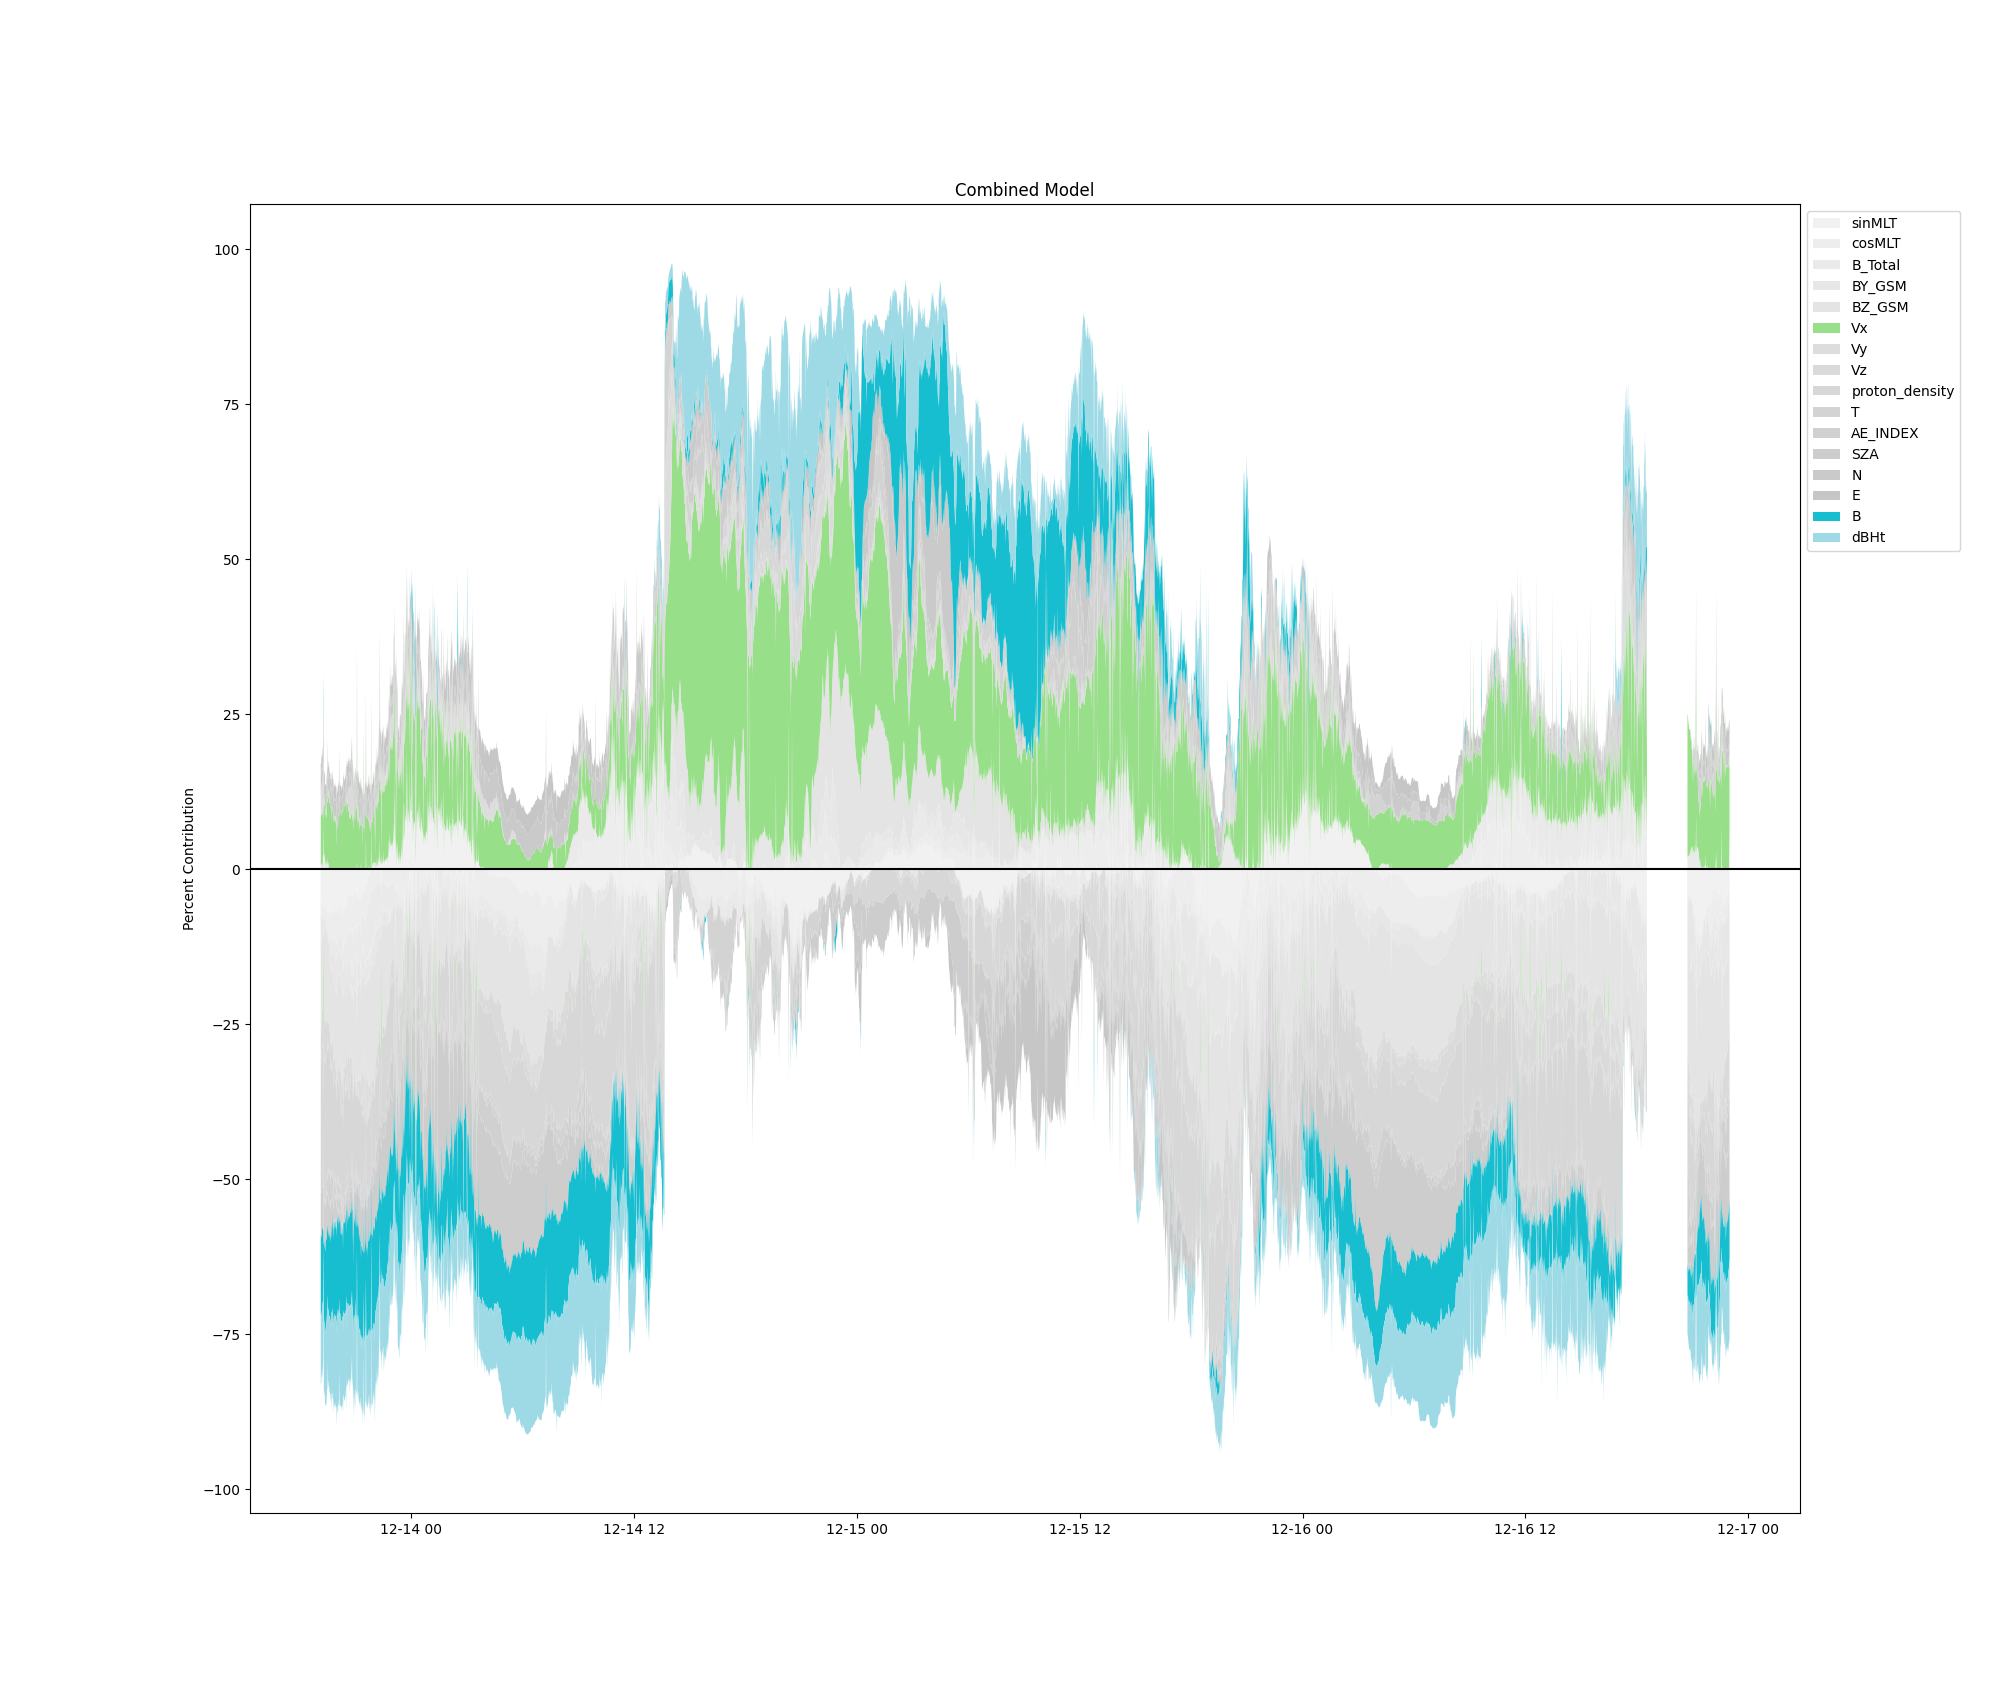 Combined Model
100
75
50
25
0
−25
−50
−75
−100
Percent Contribution
12-14 00
12-14 12
12-15 00
12-15 12
12-16 00
12-16 12
12-17 00
sinMLT
cosMLT
B_Total
BY_GSM
BZ_GSM
Vx
Vy
Vz
proton_density
T
AE_INDEX
SZA
N
E
B
dBHt